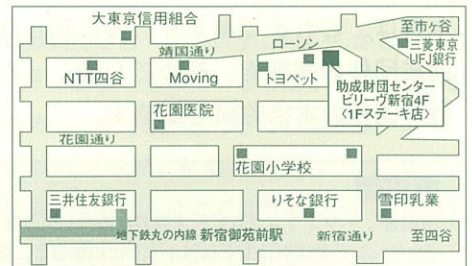 大東京信用組合
至市ヶ谷
靖国通り
ローソン
三菱東京
UFJ銀行
NTT四谷
Moving
トヨペット
助成財団センター
ビリーヴ新宿4F
〈1Fステーキ店〉
花園医院
花園通り
花園小学校
三井住友銀行
りそな銀行
雪印乳業
地下鉄丸の内線 新宿御苑前駅
新宿通り
至四谷